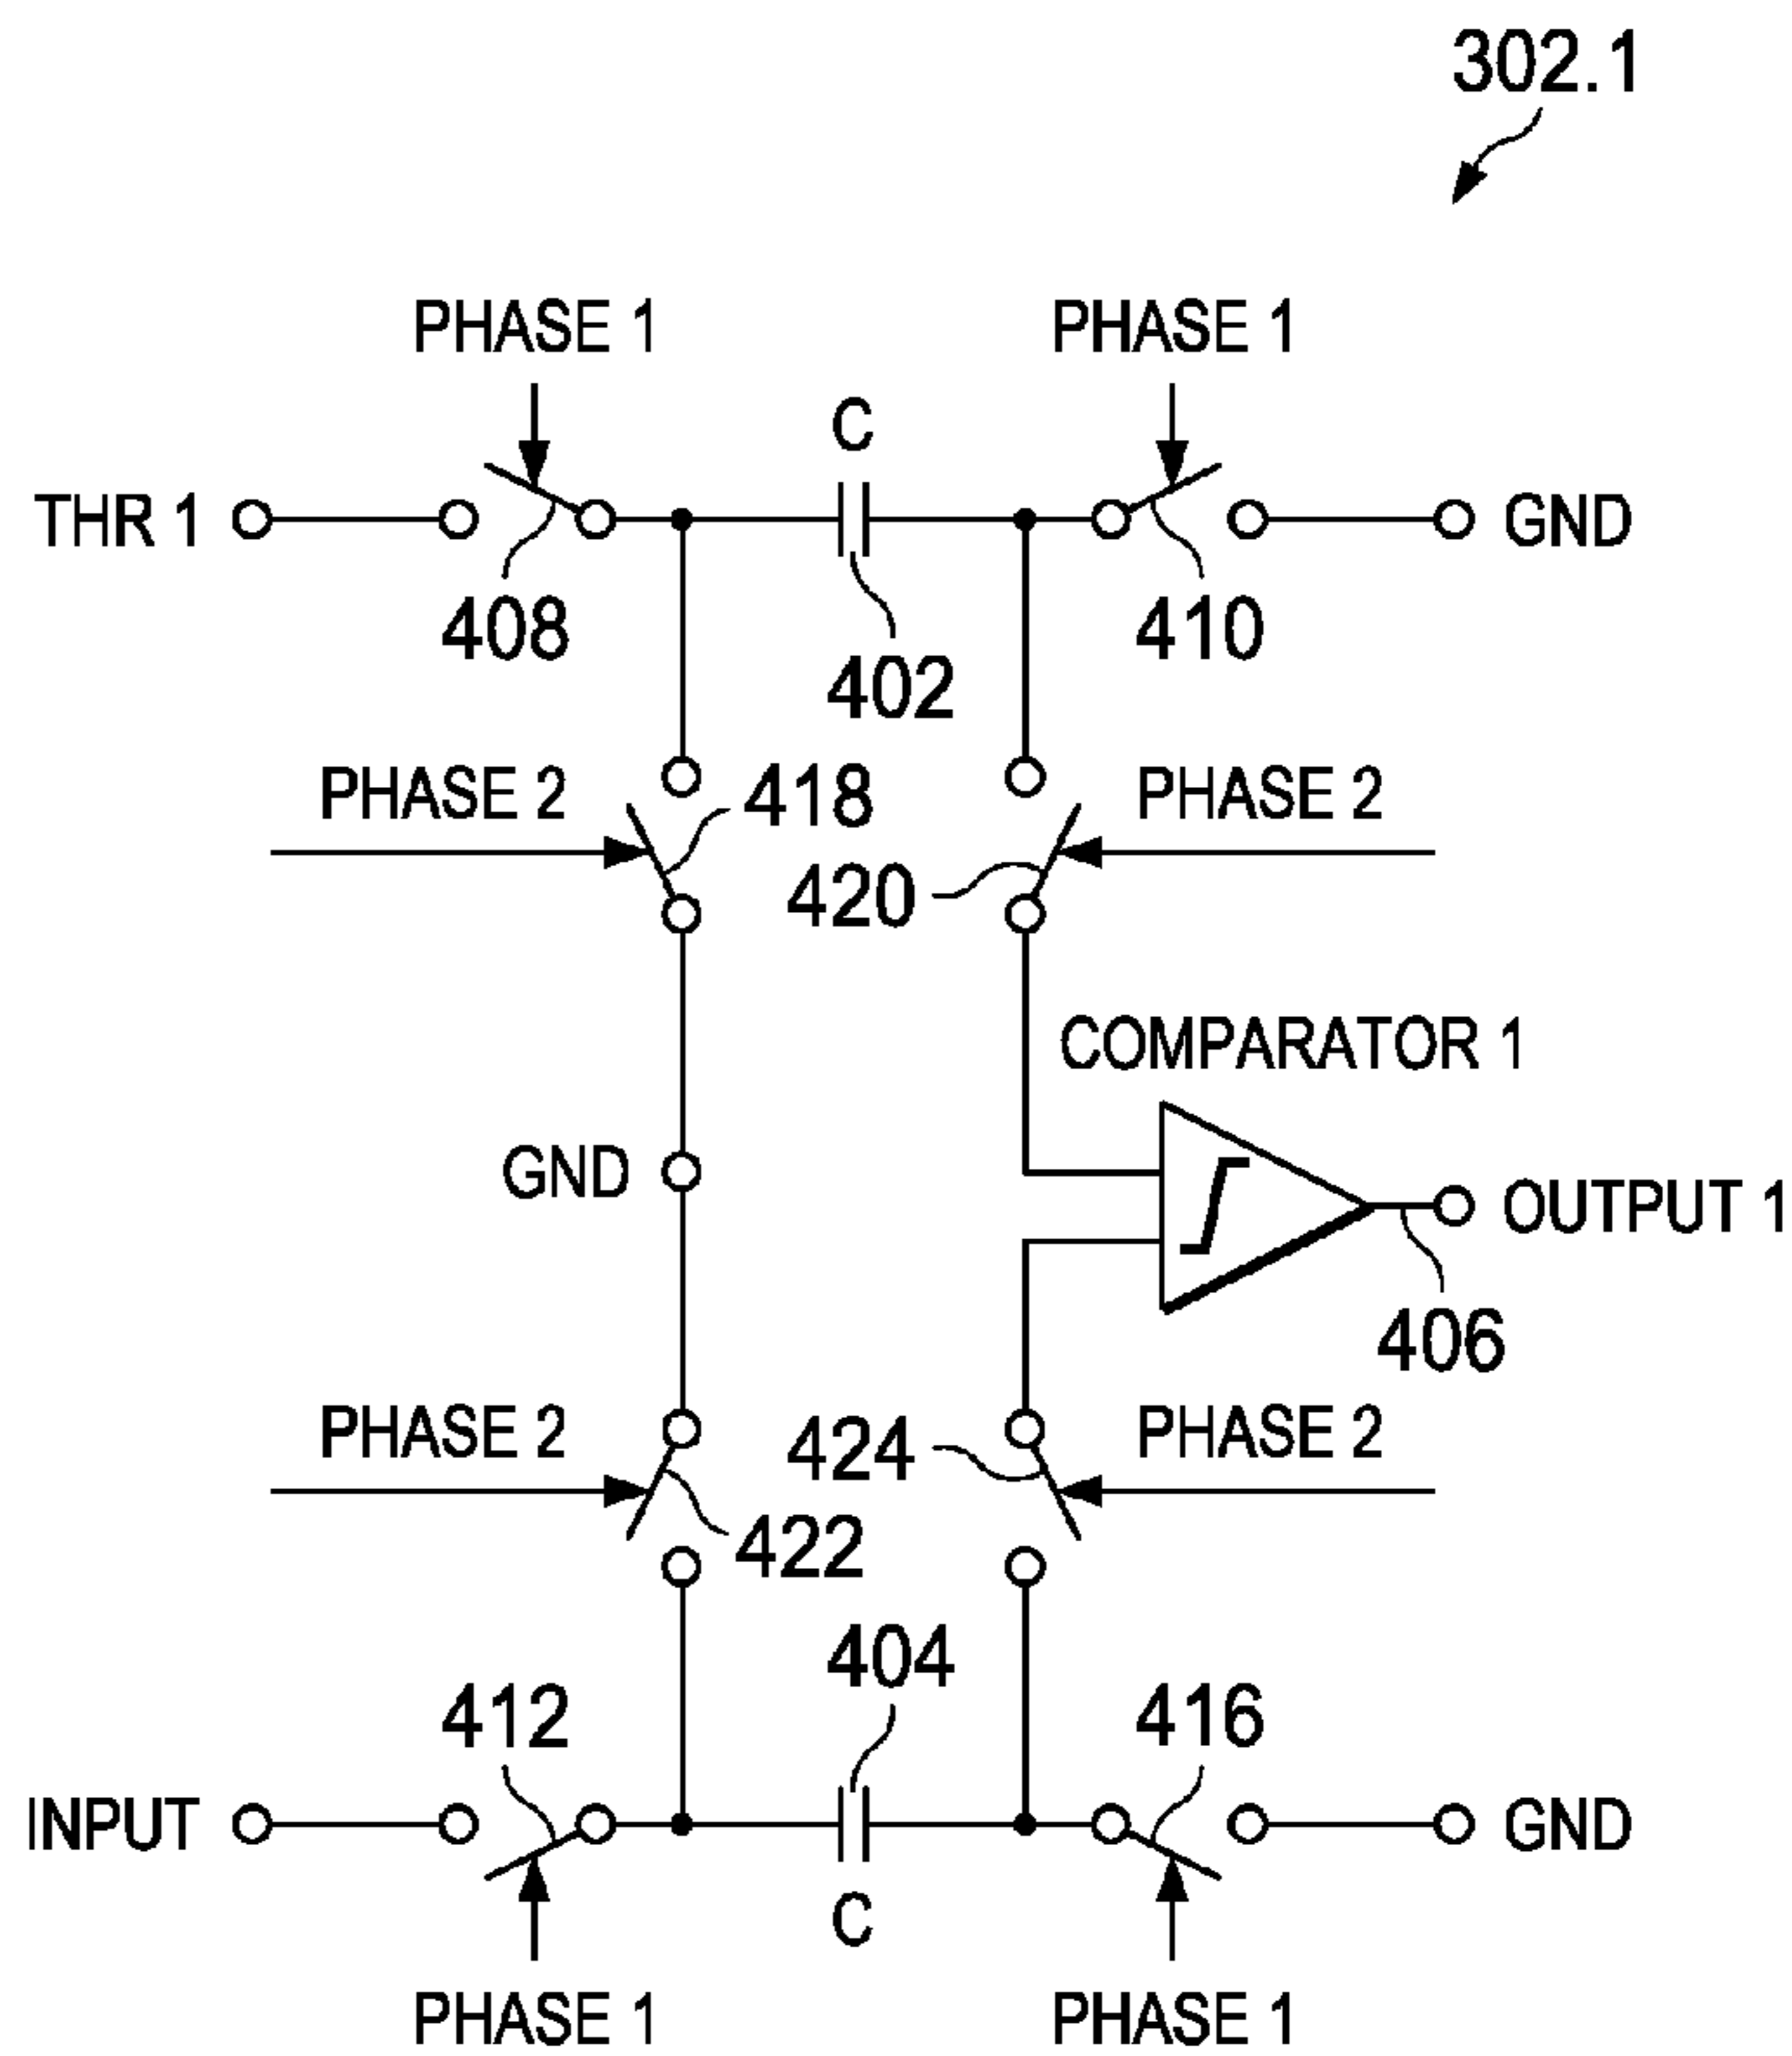 302.1
PHASE 1
PHASE 1
C
THR 1
GND
408
402
410
PHASE 2
418
PHASE 2
420
COMPARATOR 1
GND
OUTPUT 1
406
PHASE 2
424
PHASE 2
422
404
412
416
INPUT
GND
C
PHASE 1
PHASE 1